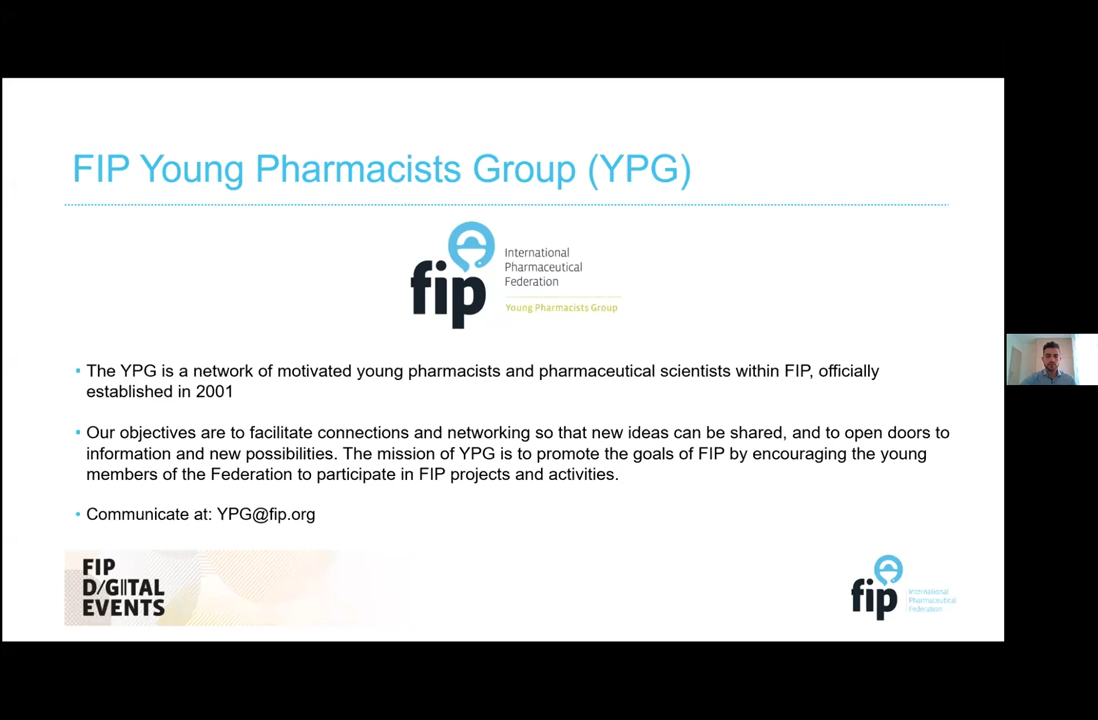 FIP Young Pharmacists Group (YPG)
fip
International
Pharmaceutical
Federation
Young Pharmacists Group
The YPG is a network of motivated young pharmacists and pharmaceutical scientists within FIP, officially
established in 2001
Our objectives are to facilitate connections and networking so that new ideas can be shared, and to open doors to
information and new possibilities. The mission of YPG is to promote the goals of FIP by encouraging the young
members of the Federation to participate in FIP projects and activities.
Communicate at: YPG@fip.org
FIP
D/GITAL
EVENTS
fip
International
Pharmaceutical
Federation